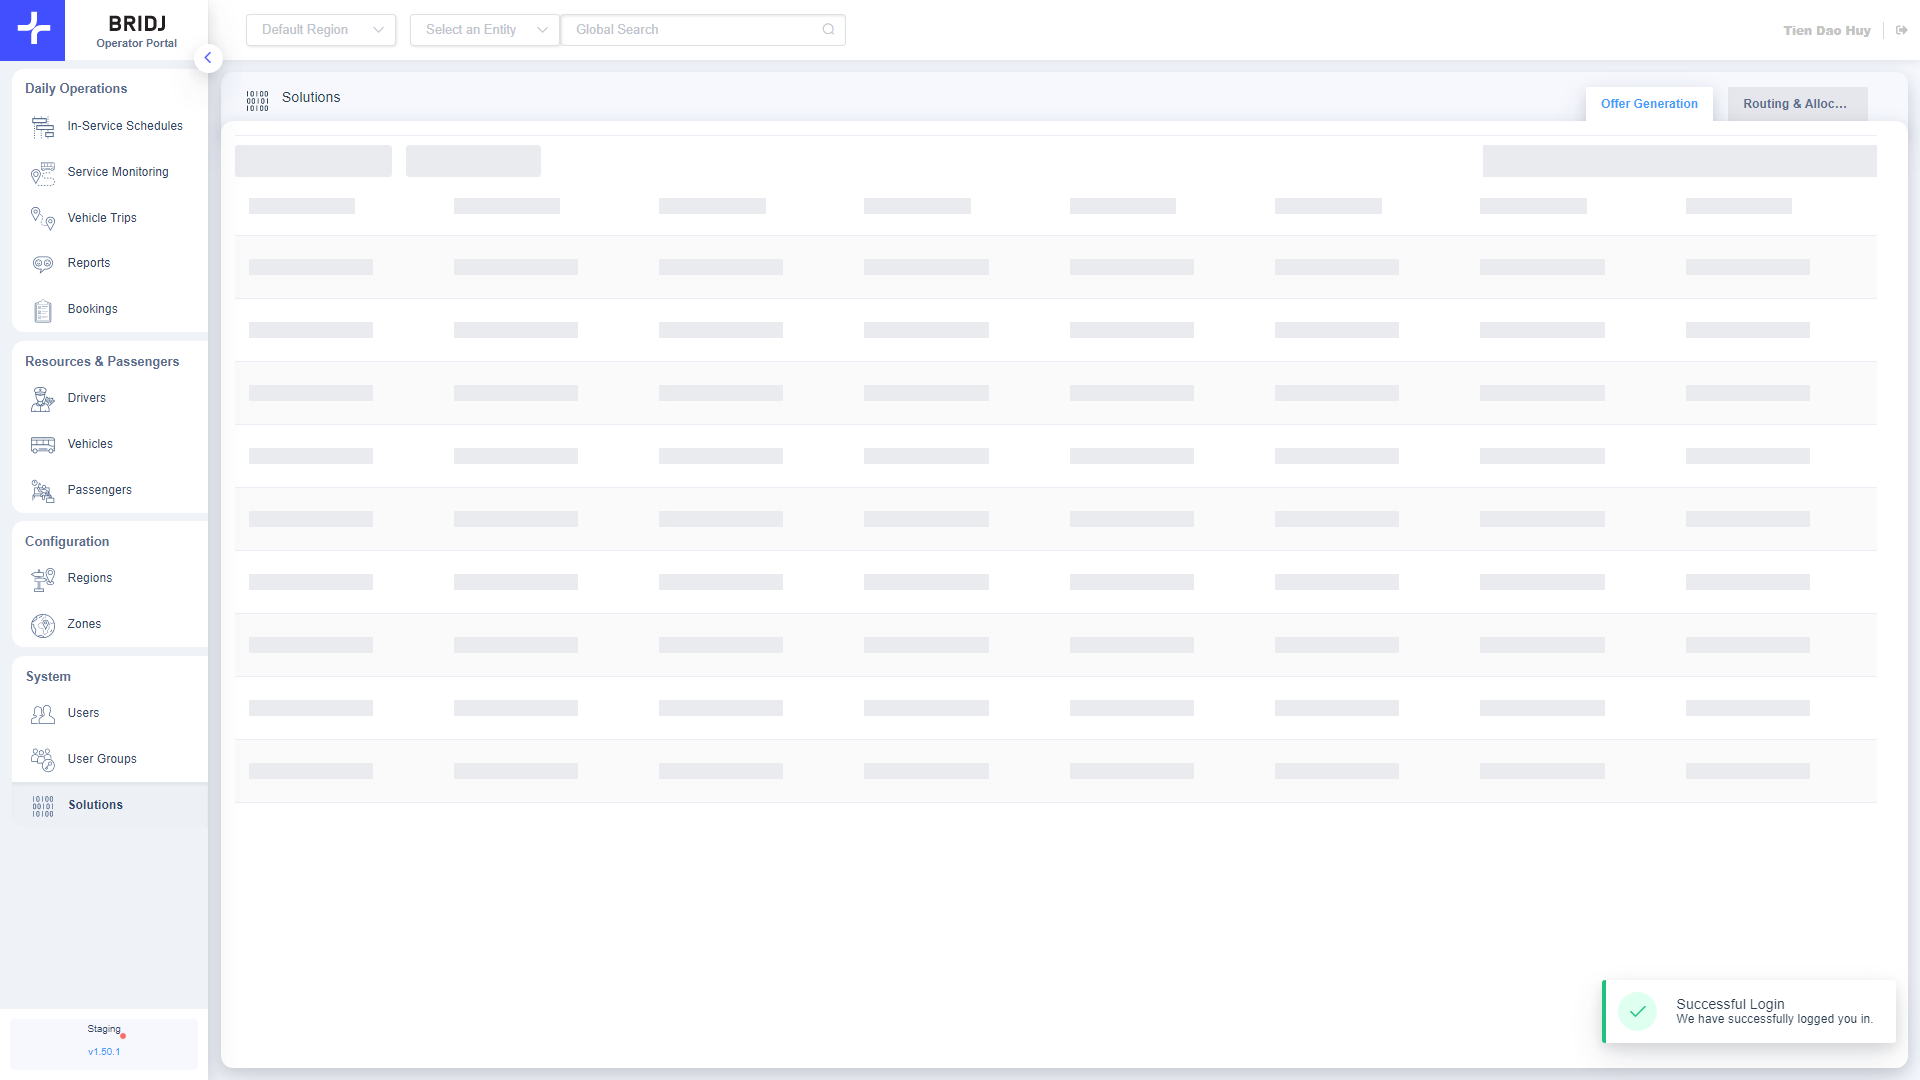 BRIDJ
Operator Portal
Default Region
Select an Entity
Global Search
Tien Dao Huy
Daily Operations
In-Service Schedules
Service Monitoring
Vehicle Trips
Reports
Bookings
Resources & Passengers
Drivers
Vehicles
Passengers
Configuration
Regions
Zones
System
Users
User Groups
Solutions
Staging
v1.50.1
Solutions
Offer Generation
Routing & Alloc...
Successful Login
We have successfully logged you in.